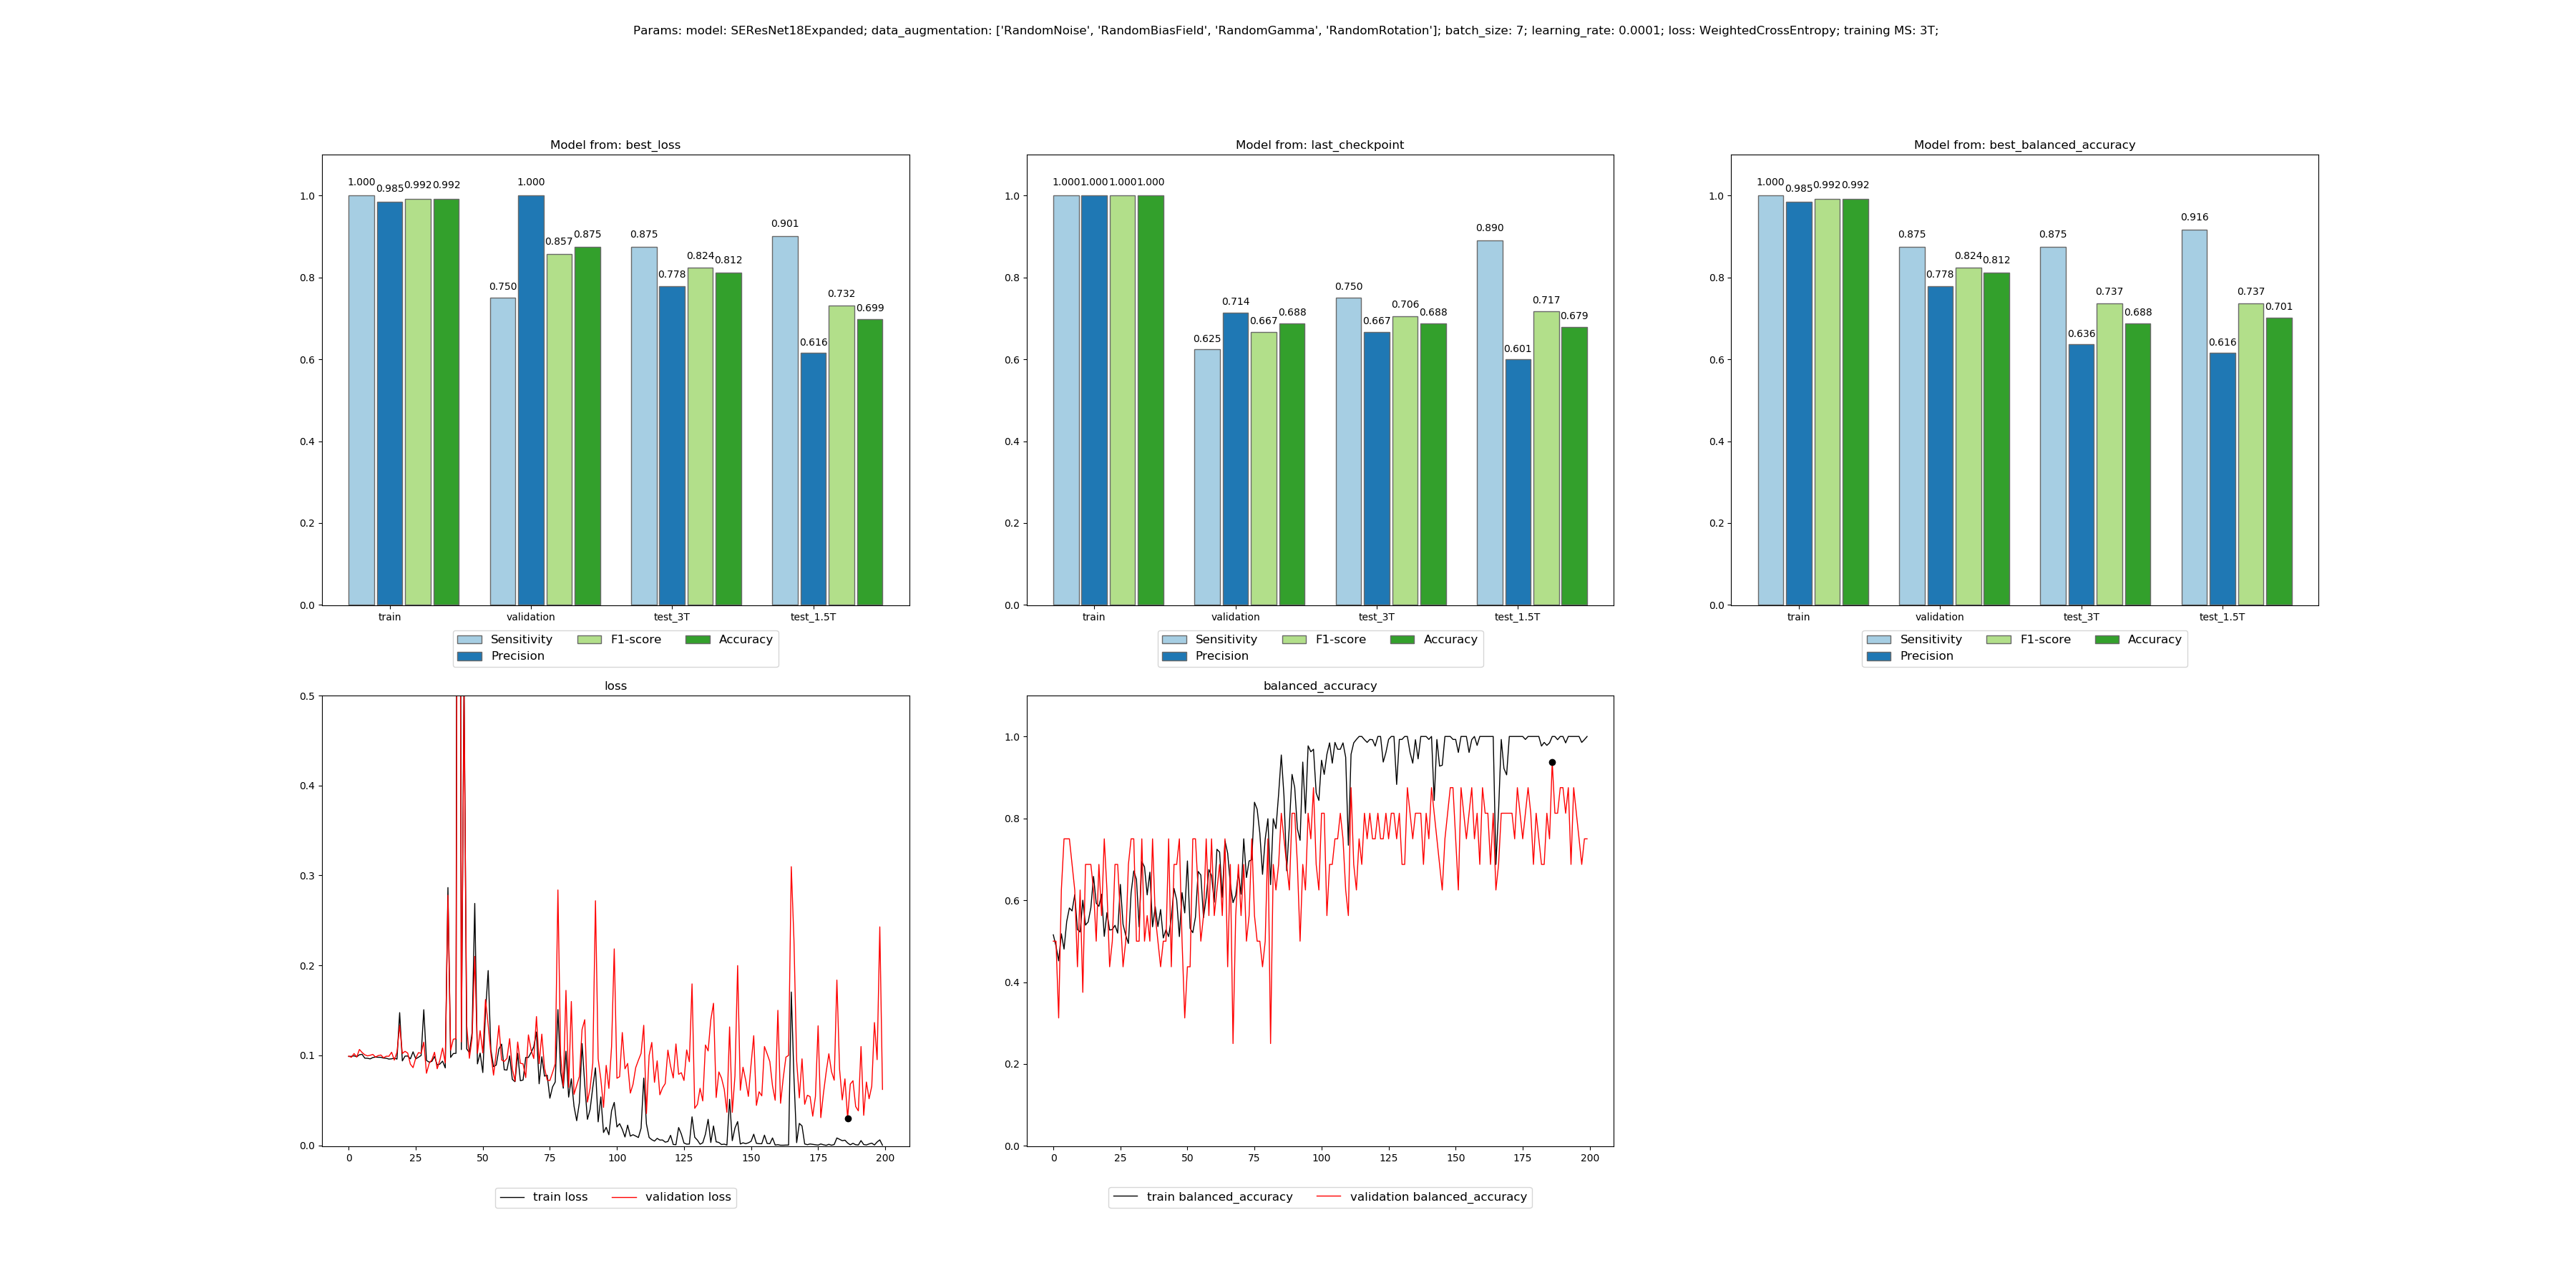 Params: model: SEResNet18Expanded; data_augmentation: ['RandomNoise', 'RandomBiasField', 'RandomGamma', 'RandomRotation']; batch_size: 7; learning_rate: 0.0001; loss: WeightedCrossEntropy; training MS: 3T;
Model from: best_loss
1.000 0.985 0.992 0.992 0.750 1.000 0.857 0.875 0.875 0.778 0.824 0.812 0.901 0.616 0.732 0.699
1.0
0.8
0.6
0.4
0.2
0.0
train validation test_3T test_1.5T
Sensitivity F1-score Accuracy
Precision
Model from: last_checkpoint
1.000 1.000 1.000 1.000 0.625 0.714 0.667 0.688 0.750 0.667 0.706 0.688 0.890 0.601 0.717 0.679
1.0
0.8
0.6
0.4
0.2
0.0
train validation test_3T test_1.5T
Sensitivity F1-score Accuracy
Precision
Model from: best_balanced_accuracy
1.000 0.985 0.992 0.992 0.875 0.778 0.824 0.812 0.875 0.636 0.737 0.688 0.916 0.616 0.737 0.701
1.0
0.8
0.6
0.4
0.2
0.0
train validation test_3T test_1.5T
Sensitivity F1-score Accuracy
Precision
loss
0.5
0.4
0.3
0.2
0.1
0.0
0 25 50 75 100 125 150 175 200
train loss validation loss
balanced_accuracy
1.0
0.8
0.6
0.4
0.2
0.0
0 25 50 75 100 125 150 175 200
train balanced_accuracy validation balanced_accuracy